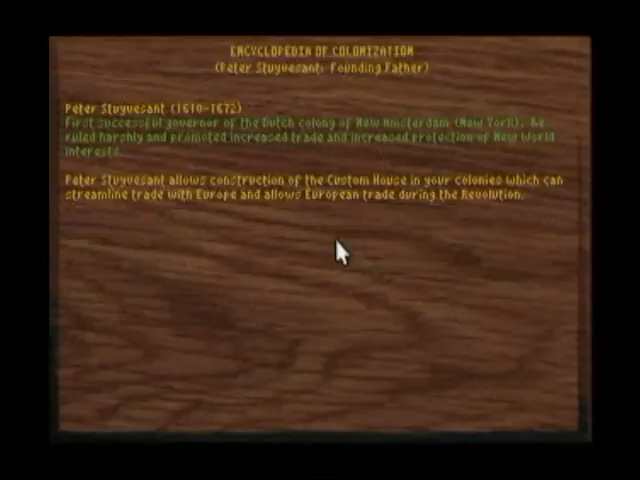 ENCYCLOPEDIA OF COLONIZATION
(Peter Stuyvesant: Founding Father)
Peter Stuyvesant (1610-1672)
First successful governor of the Dutch colony of New Amsterdam (New York). He
ruled harshly and promoted increased trade and increased protection of New World
interests.
Peter Stuyvesant allows construction of the Custom House in your colonies which can
streamline trade with Europe and allows European trade during the Revolution.